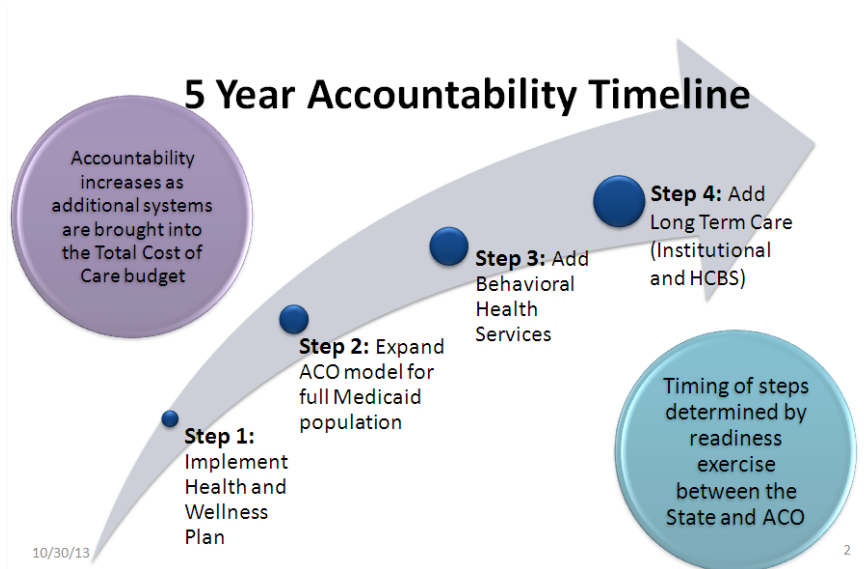 5 Year Accountability Timeline
Accountability
increases as
additional systems
are brought into
the Total Cost of
Care budget
Step 1:
Implement
Health and
Wellness
Plan
Step 2: Expand
ACO model for
full Medicaid
population
Step 3: Add
Behavioral
Health
Services
Step 4: Add
Long Term Care
(Institutional
and HCBS)
Timing of steps
determined by
readiness
exercise
between the
State and ACO
10/30/13
2